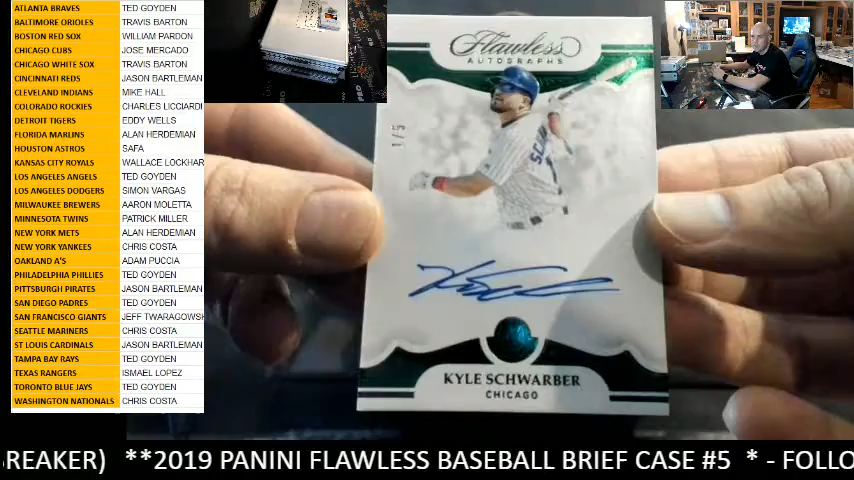 ATLANTA BRAVES TED GOYDEN
BALTIMORE ORIOLES TRAVIS BARTON
BOSTON RED SOX WILLIAM PARDON
CHICAGO CUBS JOSE MERCADO
CHICAGO WHITE SOX TRAVIS BARTON
CINCINNATI REDS JASON BARTLEMAN
CLEVELAND INDIANS MIKE HALL
COLORADO ROCKIES CHARLES LICCIARDI
DETROIT TIGERS EDDY WELLS
FLORIDA MARLINS ALAN HERDEMIAN
HOUSTON ASTROS SAFA
KANSAS CITY ROYALS WALLACE LOCKHAR
LOS ANGELES ANGELS TED GOYDEN
LOS ANGELES DODGERS SIMON VARGAS
MILWAUKEE BREWERS AARON MOLETTA
MINNESOTA TWINS PATRICK MILLER
NEW YORK METS ALAN HERDEMIAN
NEW YORK YANKEES CHRIS COSTA
OAKLAND A'S ADAM PUCCIA
PHILADELPHIA PHILLIES TED GOYDEN
PITTSBURGH PIRATES JASON BARTLEMAN
SAN DIEGO PADRES TED GOYDEN
SAN FRANCISCO GIANTS JEFF TWARAGOWSK
SEATTLE MARINERS CHRIS COSTA
ST LOUIS CARDINALS JASON BARTLEMAN
TAMPA BAY RAYS TED GOYDEN
TEXAS RANGERS ISMAEL LOPEZ
TORONTO BLUE JAYS TED GOYDEN
WASHINGTON NATIONALS CHRIS COSTA
Flawless
AUTOGRAPHS
1/5
KYLE SCHWARBER
CHICAGO
REAKER) **2019 PANINI FLAWLESS BASEBALL BRIEF CASE #5 * - FOLLO